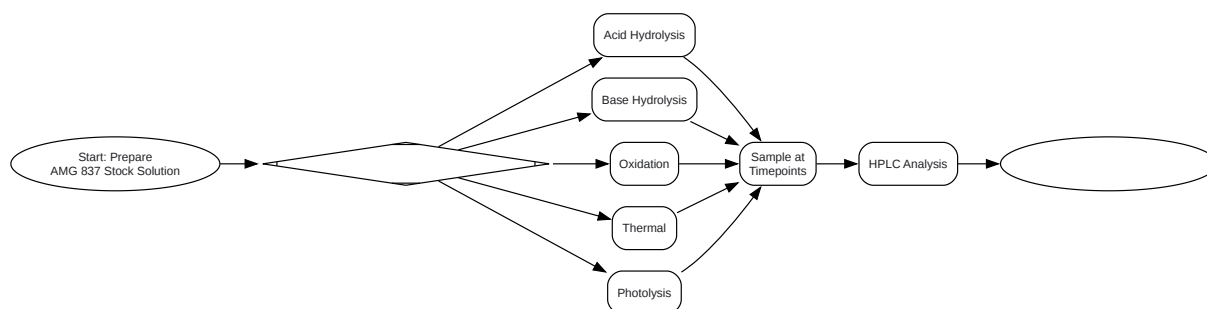 Start: Prepare
AMG 837 Stock Solution
Acid Hydrolysis
Base Hydrolysis
Oxidation
Thermal
Photolysis
Sample at
Timepoints
HPLC Analysis